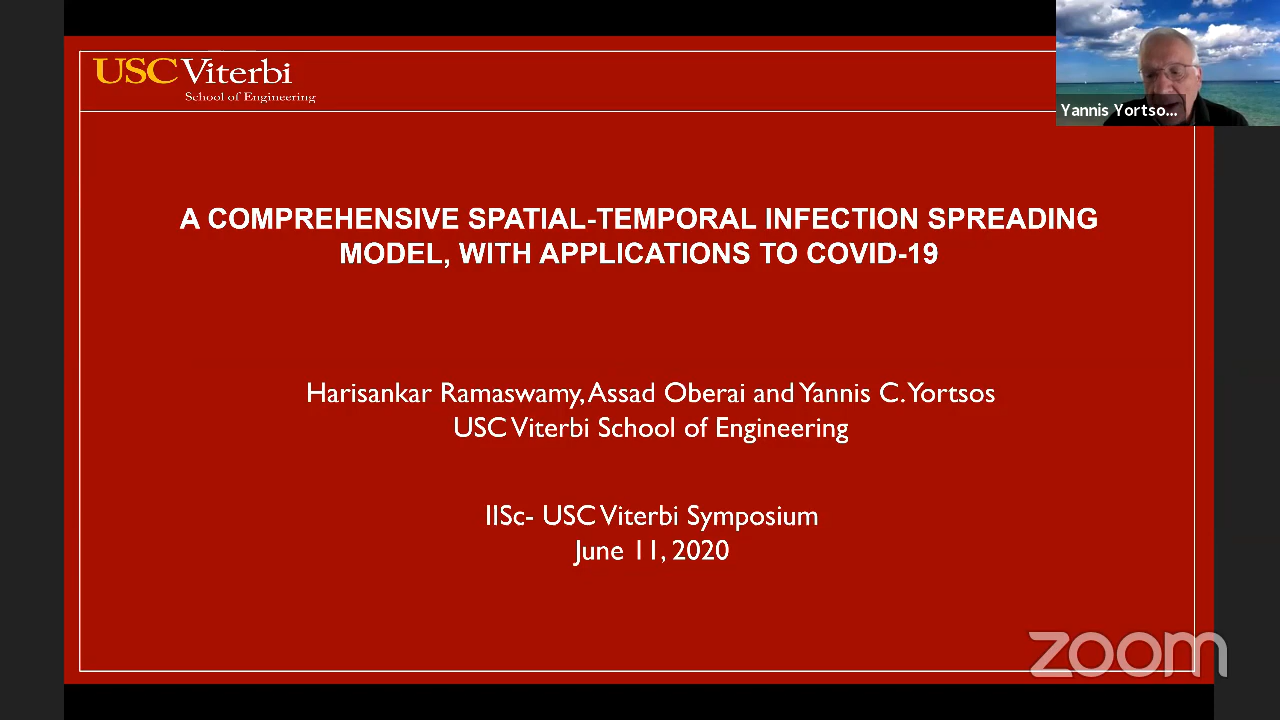 USC Viterbi
School of Engineering
Yannis Yortso...
A COMPREHENSIVE SPATIAL-TEMPORAL INFECTION SPREADING
MODEL, WITH APPLICATIONS TO COVID-19
Harisankar Ramaswamy, Assad Oberai and Yannis C. Yortsos
USC Viterbi School of Engineering
IISc- USC Viterbi Symposium
June 11, 2020
zoom